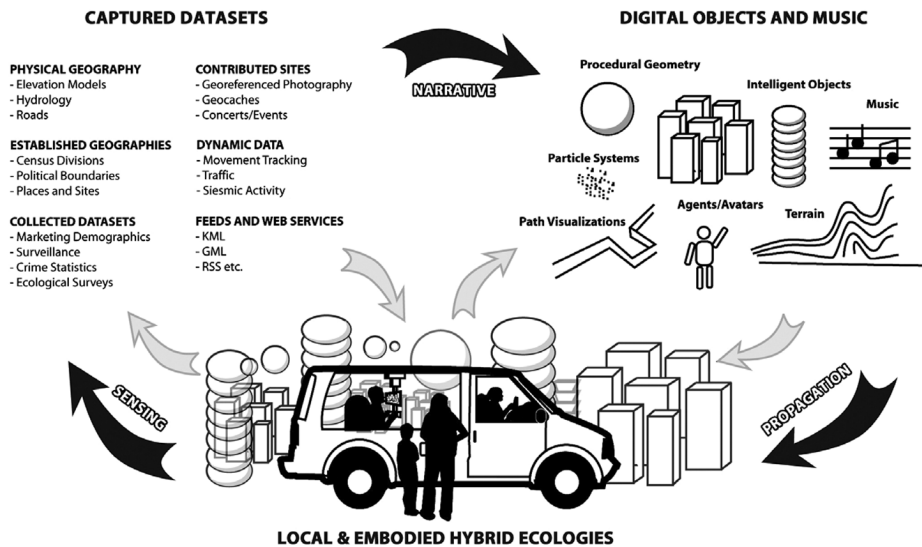 CAPTURED DATASETS
PHYSICAL GEOGRAPHY
- Elevation Models
- Hydrology
- Roads
ESTABLISHED GEOGRAPHIES
- Census Divisions
- Political Boundaries
- Places and Sites
COLLECTED DATASETS
- Marketing Demographics
- Surveillance
- Crime Statistics
- Ecological Surveys
CONTRIBUTED SITES
- Georeferenced Photography
- Geocaches
- Concerts/Events
DYNAMIC DATA
- Movement Tracking
- Traffic
- Siesmic Activity
FEEDS AND WEB SERVICES
- KML
- GML
- RSS etc.
NARRATIVE
DIGITAL OBJECTS AND MUSIC
Procedural Geometry
Intelligent Objects
Music
Particle Systems
Agents/Avatars
Path Visualizations
Terrain
SENSING
PROPAGATION
LOCAL & EMBODIED HYBRID ECOLOGIES